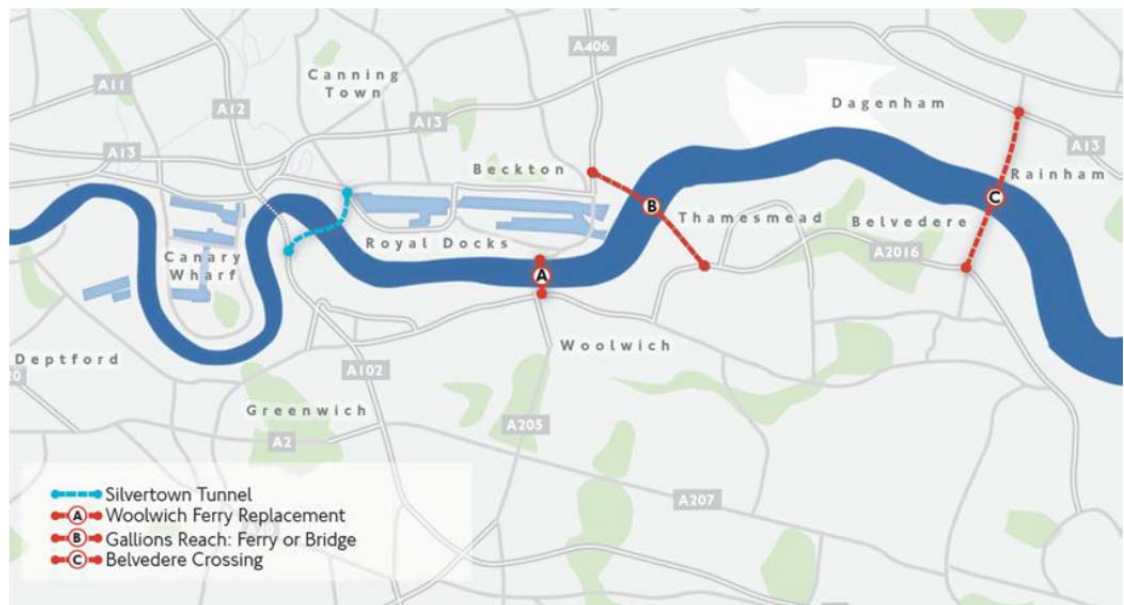 A406
Canning
Town
A11
A12
Dagenham
A13
A13
A13
Beckton
Rainham
C
B
Thamesmead
Belvedere
Royal Docks
A2016
Canary
Wharf
A
Woolwich
Deptford
A102
Greenwich
A205
A2
A207
Silvertown Tunnel
A Woolwich Ferry Replacement
B Gallions Reach: Ferry or Bridge
C Belvedere Crossing